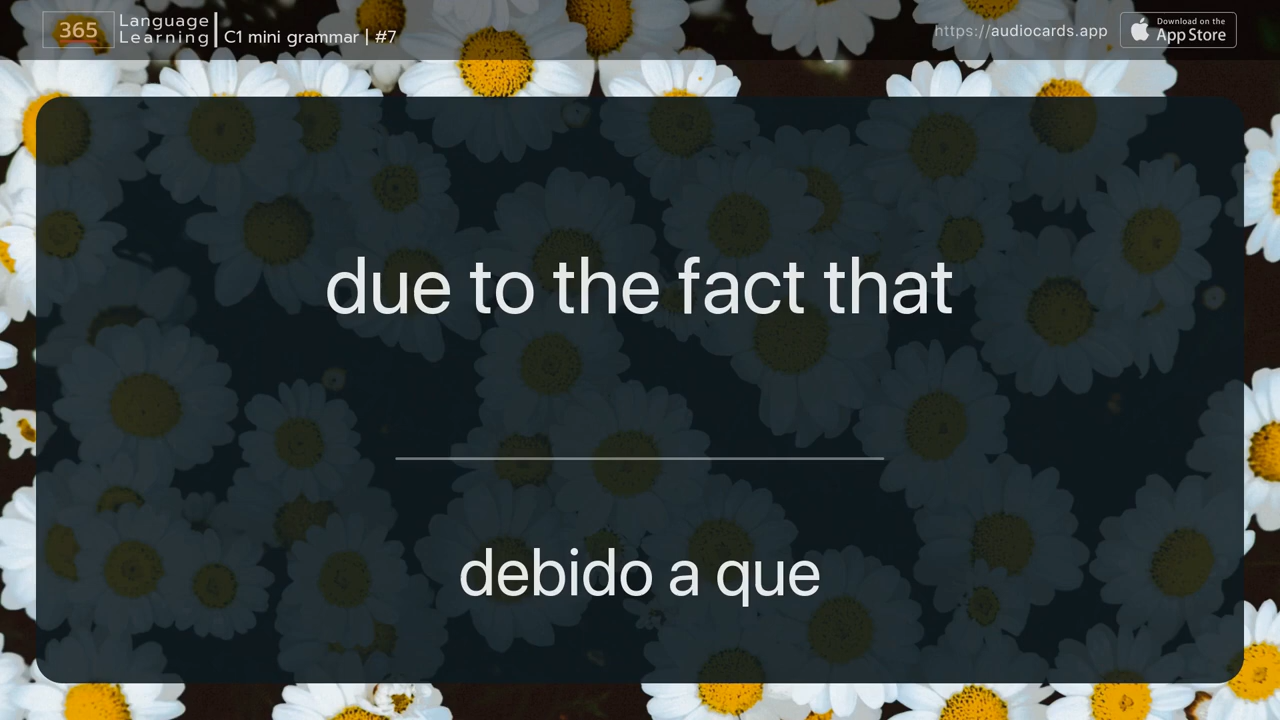 365
Language
Learning
C1 mini grammar | #7
https://audiocards.app
Download on the
App Store
due to the fact that
debido a que